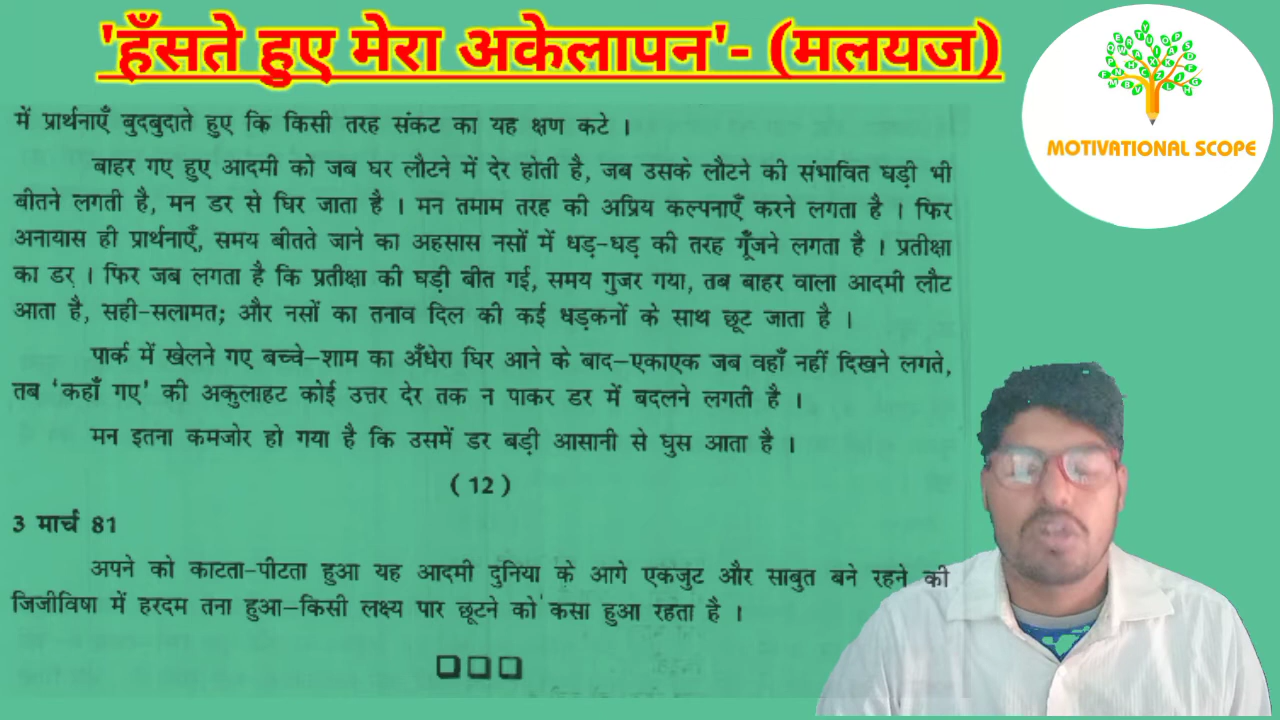 'हँसते हुए मेरा अकेलापन'- (मलयज)
MOTIVATIONAL SCOPE
में प्रार्थनाएँ बुदबुदाते हुए कि किसी तरह संकट का यह क्षण कटे ।
बाहर गए हुए आदमी को जब घर लौटने में देर होती है, जब उसके लौटने की संभावित घड़ी भी
बीतने लगती है, मन डर से घिर जाता है । मन तमाम तरह की अप्रिय कल्पनाएँ करने लगता है । फिर
अनायास ही प्रार्थनाएँ, समय बीतते जाने का अहसास नसों में धड़-धड़ की तरह गूँजने लगता है । प्रतीक्षा
का डर । फिर जब लगता है कि प्रतीक्षा की घड़ी बीत गई, समय गुजर गया, तब बाहर वाला आदमी लौट
आता है, सही-सलामत; और नसों का तनाव दिल की कई धड़कनों के साथ छूट जाता है ।
पार्क में खेलने गए बच्चे–शाम का अँधेरा घिर आने के बाद–एकाएक जब वहाँ नहीं दिखने लगते,
तब 'कहाँ गए' की अकुलाहट कोई उत्तर देर तक न पाकर डर में बदलने लगती है ।
मन इतना कमजोर हो गया है कि उसमें डर बड़ी आसानी से घुस आता है ।
( 12 )
3 मार्च 81
अपने को काटता-पीटता हुआ यह आदमी दुनिया के आगे एकजुट और साबुत बने रहने की
जिजीविषा में हरदम तना हुआ–किसी लक्ष्य पार छूटने को कसा हुआ रहता है ।